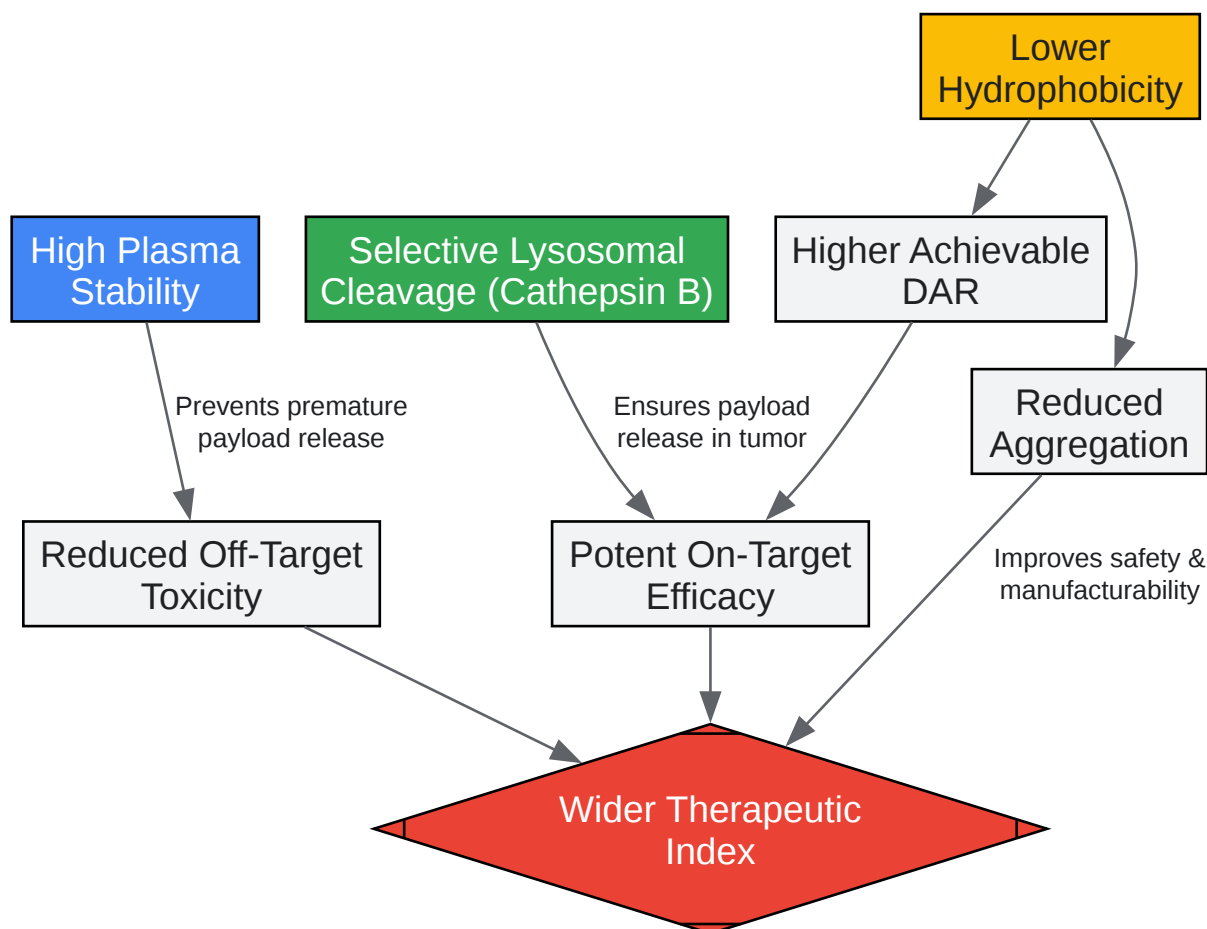 Lower
Hydrophobicity
High Plasma
Stability
Selective Lysosomal
Cleavage (Cathepsin B)
Higher Achievable
DAR
Prevents premature
payload release
Ensures payload
release in tumor
Reduced
Aggregation
Reduced Off-Target
Toxicity
Potent On-Target
Efficacy
Improves safety &
manufacturability
Wider Therapeutic
Index